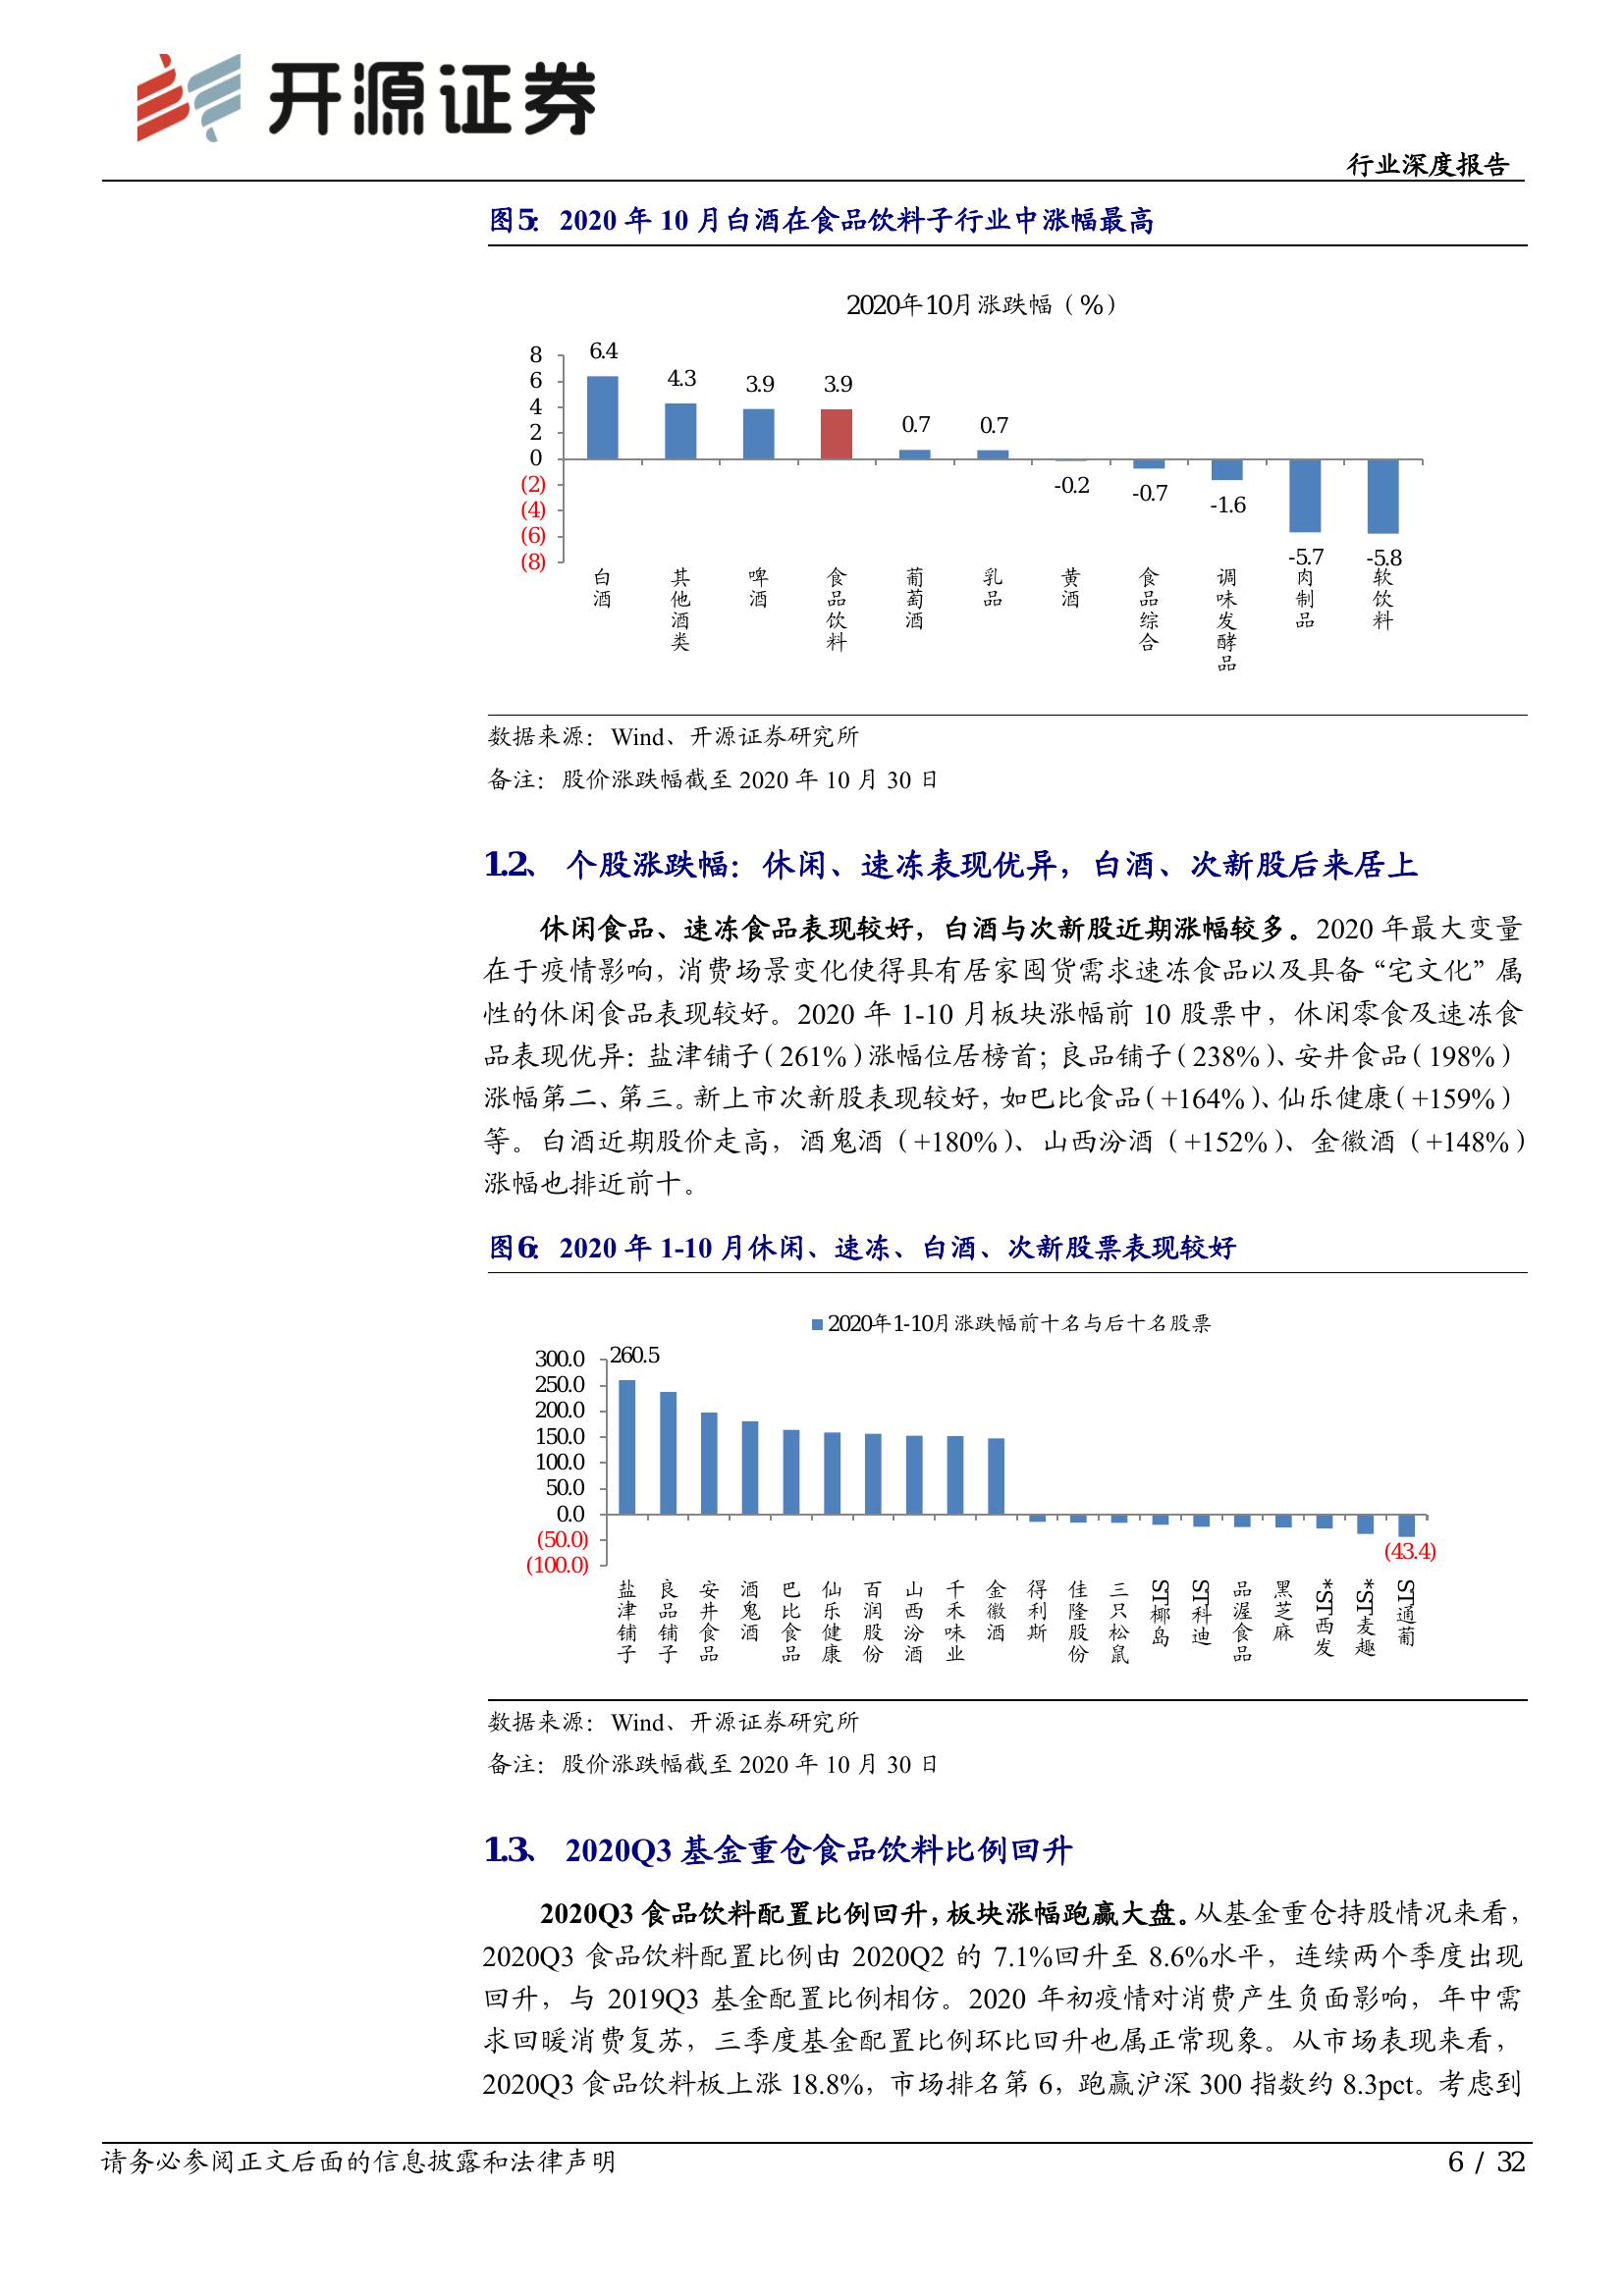 开源证券
行业深度报告
图5： 2020 年 10 月白酒在食品饮料子行业中涨幅最高
2020年10月涨跌幅（%）
8
6
4
2
0
(2)
(4)
(6)
(8)
6.4
4.3
3.9
3.9
0.7
0.7
-0.2
-0.7
-1.6
-5.7
-5.8
白酒
其他酒类
啤酒
食品饮料
葡萄酒
乳品
黄酒
食品综合
调味发酵品
肉制品
软饮料
数据来源：Wind、开源证券研究所
备注：股价涨跌幅截至 2020 年 10 月 30 日
1.2、 个股涨跌幅：休闲、速冻表现优异，白酒、次新股后来居上
休闲食品、速冻食品表现较好，白酒与次新股近期涨幅较多。2020 年最大变量
在于疫情影响，消费场景变化使得具有居家囤货需求速冻食品以及具备“宅文化”属
性的休闲食品表现较好。2020 年 1-10 月板块涨幅前 10 股票中，休闲零食及速冻食
品表现优异：盐津铺子（261%）涨幅位居榜首；良品铺子（238%）、安井食品（198%）
涨幅第二、第三。新上市次新股表现较好，如巴比食品（+164%）、仙乐健康（+159%）
等。白酒近期股价走高，酒鬼酒（+180%）、山西汾酒（+152%）、金徽酒（+148%）
涨幅也排近前十。
图6： 2020 年 1-10 月休闲、速冻、白酒、次新股票表现较好
2020年1-10月涨跌幅前十名与后十名股票
300.0
250.0
200.0
150.0
100.0
50.0
0.0
(50.0)
(100.0)
260.5
(43.4)
盐津铺子
良品铺子
安井食品
酒鬼酒
巴比食品
仙乐健康
百润股份
山西汾酒
千禾味业
金徽酒
得利斯
佳隆股份
三只松鼠
ST椰岛
ST科迪
品渥食品
黑芝麻
*ST西发
*ST麦趣
ST通葡
数据来源：Wind、开源证券研究所
备注：股价涨跌幅截至 2020 年 10 月 30 日
1.3、 2020Q3 基金重仓食品饮料比例回升
2020Q3 食品饮料配置比例回升，板块涨幅跑赢大盘。从基金重仓持股情况来看，
2020Q3 食品饮料配置比例由 2020Q2 的 7.1%回升至 8.6%水平，连续两个季度出现
回升，与 2019Q3 基金配置比例相仿。2020 年初疫情对消费产生负面影响，年中需
求回暖消费复苏，三季度基金配置比例环比回升也属正常现象。从市场表现来看，
2020Q3 食品饮料板上涨 18.8%，市场排名第 6，跑赢沪深 300 指数约 8.3pct。考虑到
请务必参阅正文后面的信息披露和法律声明
6 / 32